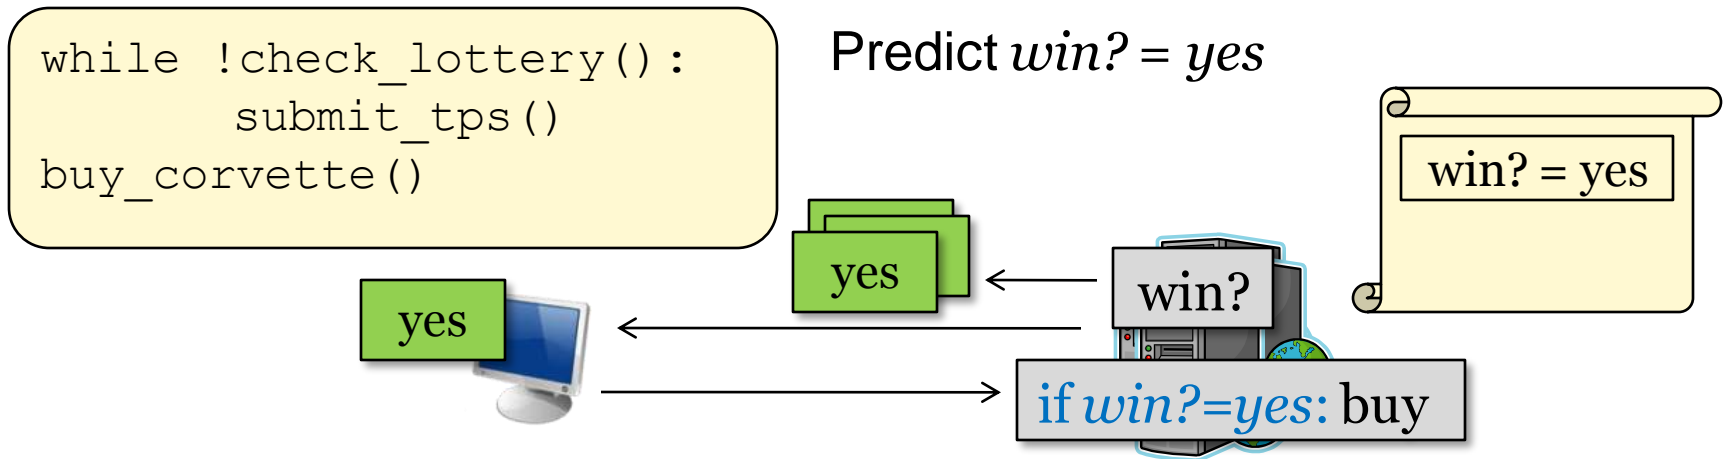 while !check_lottery():
submit_tps()
buy_corvette()
Predict win? = yes
win? = yes
yes
win?
yes
if win?=yes: buy